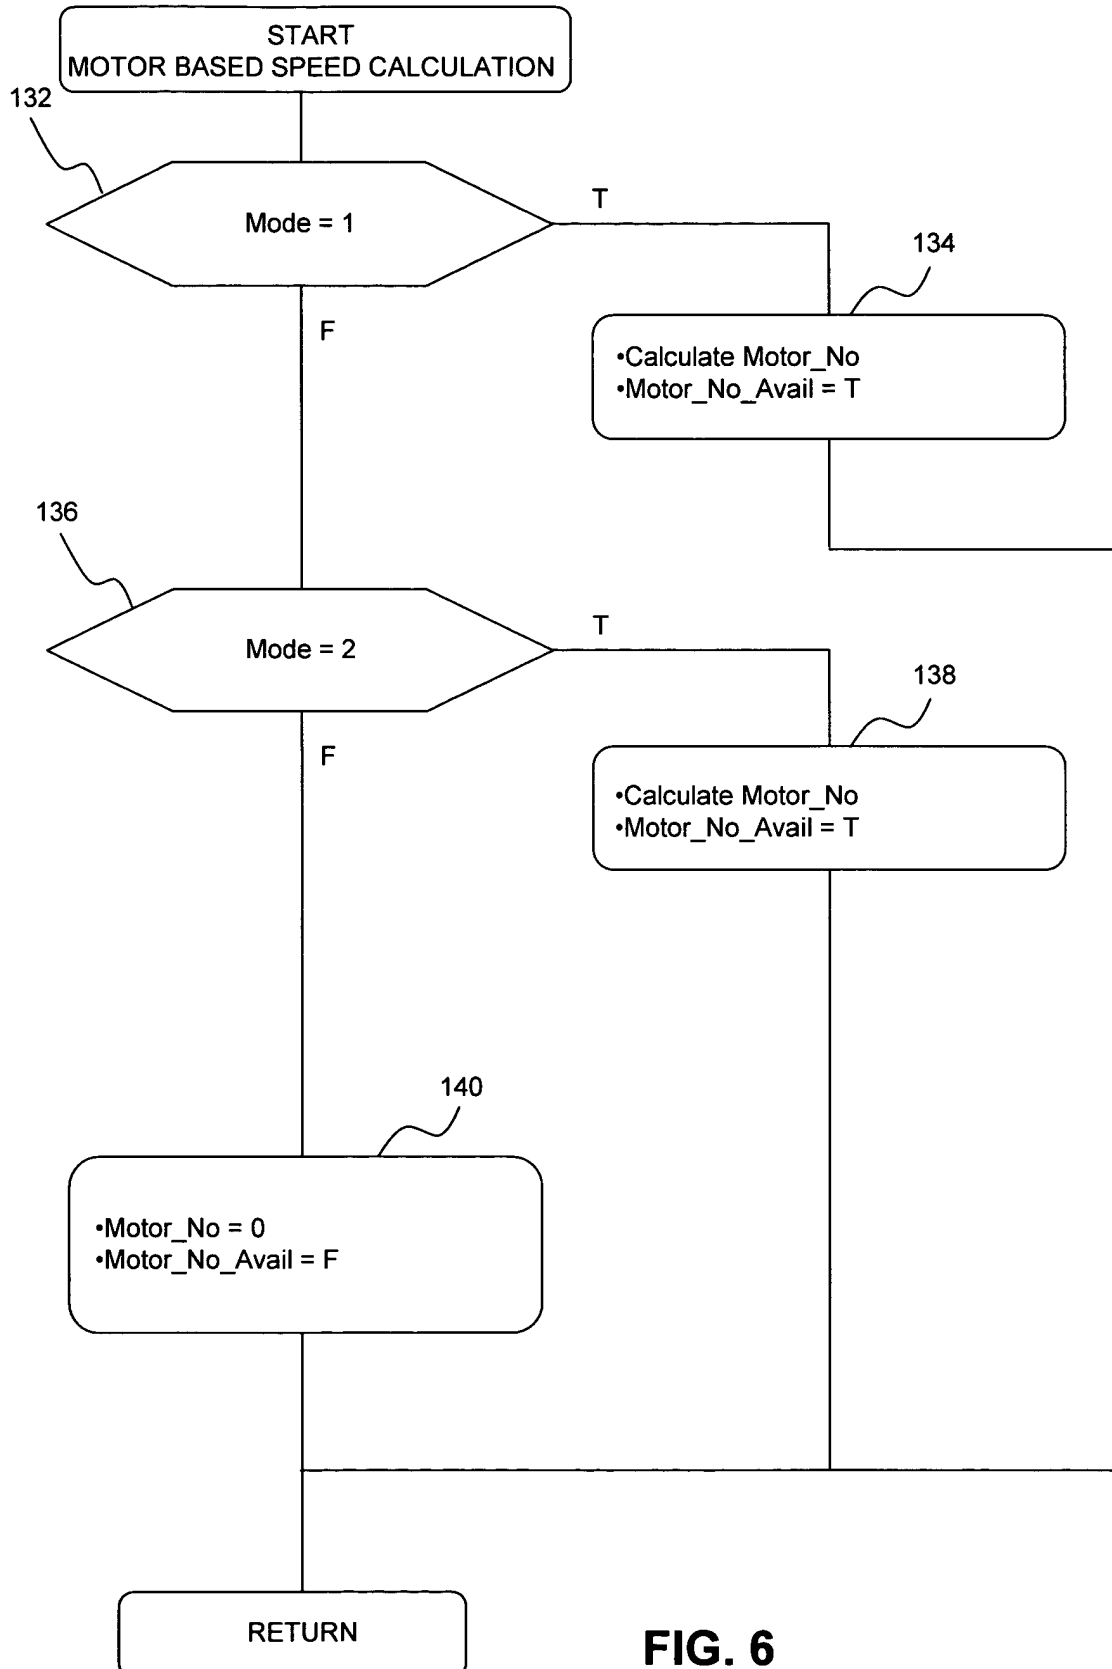 START
MOTOR BASED SPEED CALCULATION
132
Mode = 1
T
134
F
•Calculate Motor_No
•Motor_No_Avail = T
136
Mode = 2
T
138
F
•Calculate Motor_No
•Motor_No_Avail = T
140
•Motor_No = 0
•Motor_No_Avail = F
RETURN
FIG. 6